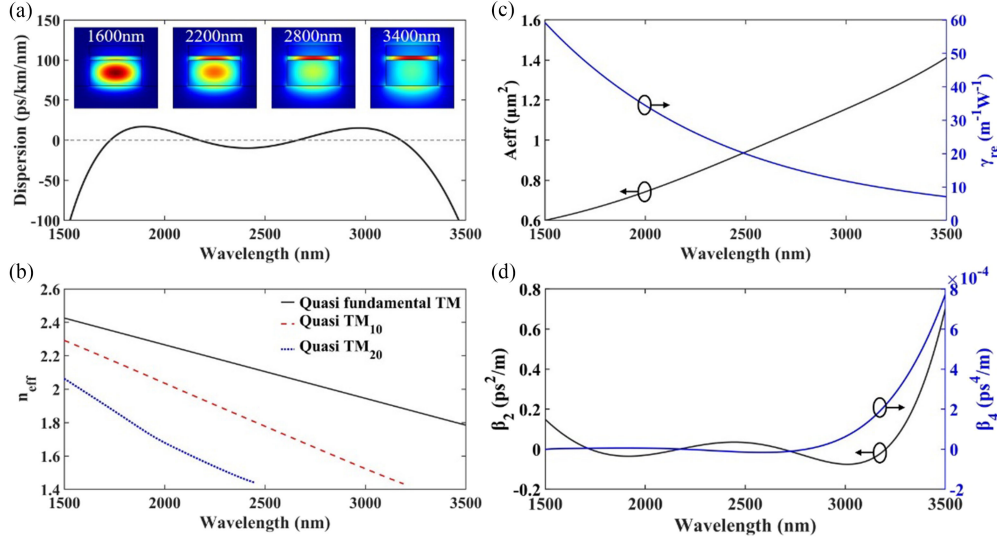 (a)
150
100
50
0
-50
-100
1600nm
2200nm
2800nm
3400nm
Dispersion (ps/km/nm)
1500
2000
2500
3000
3500
Wavelength (nm)
(c)
1.6
1.4
1.2
1
0.8
0.6
Aeff (μm²)
60
50
40
30
20
10
0
γre (m⁻¹W⁻¹)
1500
2000
2500
3000
3500
Wavelength (nm)
(b)
2.6
2.4
2.2
2
1.8
1.6
1.4
neff
Quasi fundamental TM
Quasi TM₁₀
Quasi TM₂₀
1500
2000
2500
3000
3500
Wavelength (nm)
(d)
0.8
0.6
0.4
0.2
0
-0.2
β₂ (ps²/m)
×10⁻⁴
8
6
4
2
0
-2
β₄ (ps⁴/m)
1500
2000
2500
3000
3500
Wavelength (nm)